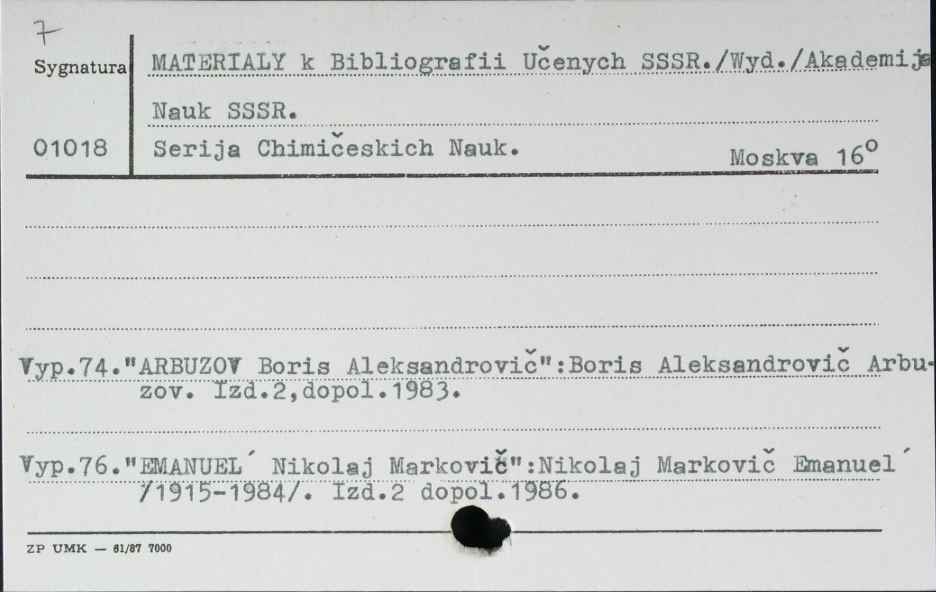 7
Sygnatura
MATERIALY k Bibliografii Učenych SSSR./Wyd./Akademija
Nauk SSSR.
01018
Serija Chimičeskich Nauk.
Moskva 16º
Vyp.74."ARBUZOV Boris Aleksandrovič":Boris Aleksandrovič Arbu-
zov. Izd.2,dopol.1983.
Vyp.76."EMANUEL´ Nikolaj Markovič":Nikolaj Markovič Emanuel´
/1915-1984/. Izd.2 dopol.1986.
ZP UMK — 61/87 7000